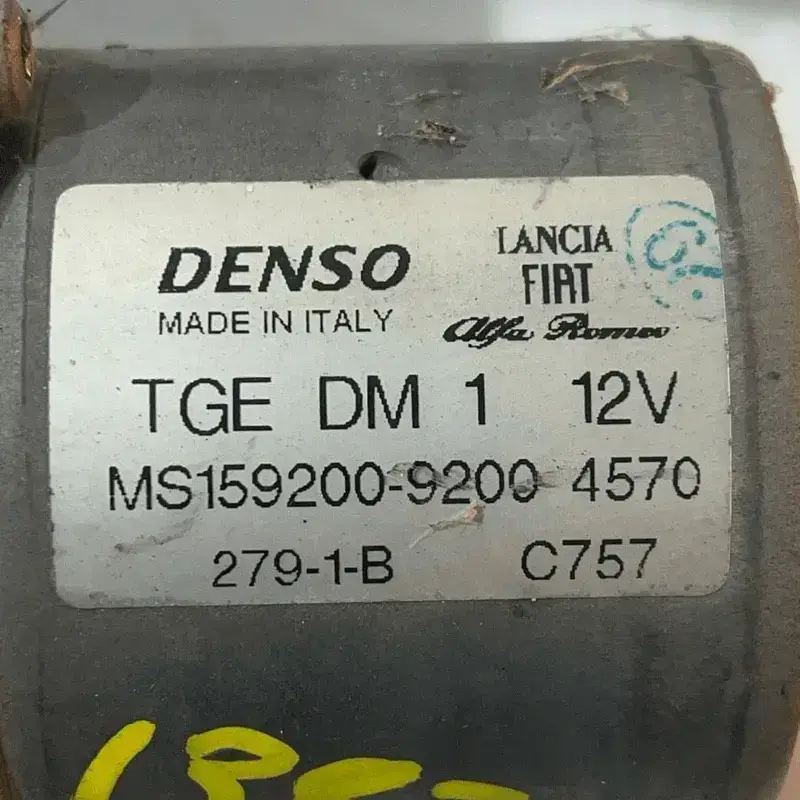 DENSO
MADE IN ITALY
LANCIA
FIAT
Alfa Romeo
TGE DM 1 12V
MS159200-9200 4570
279-1-B C757